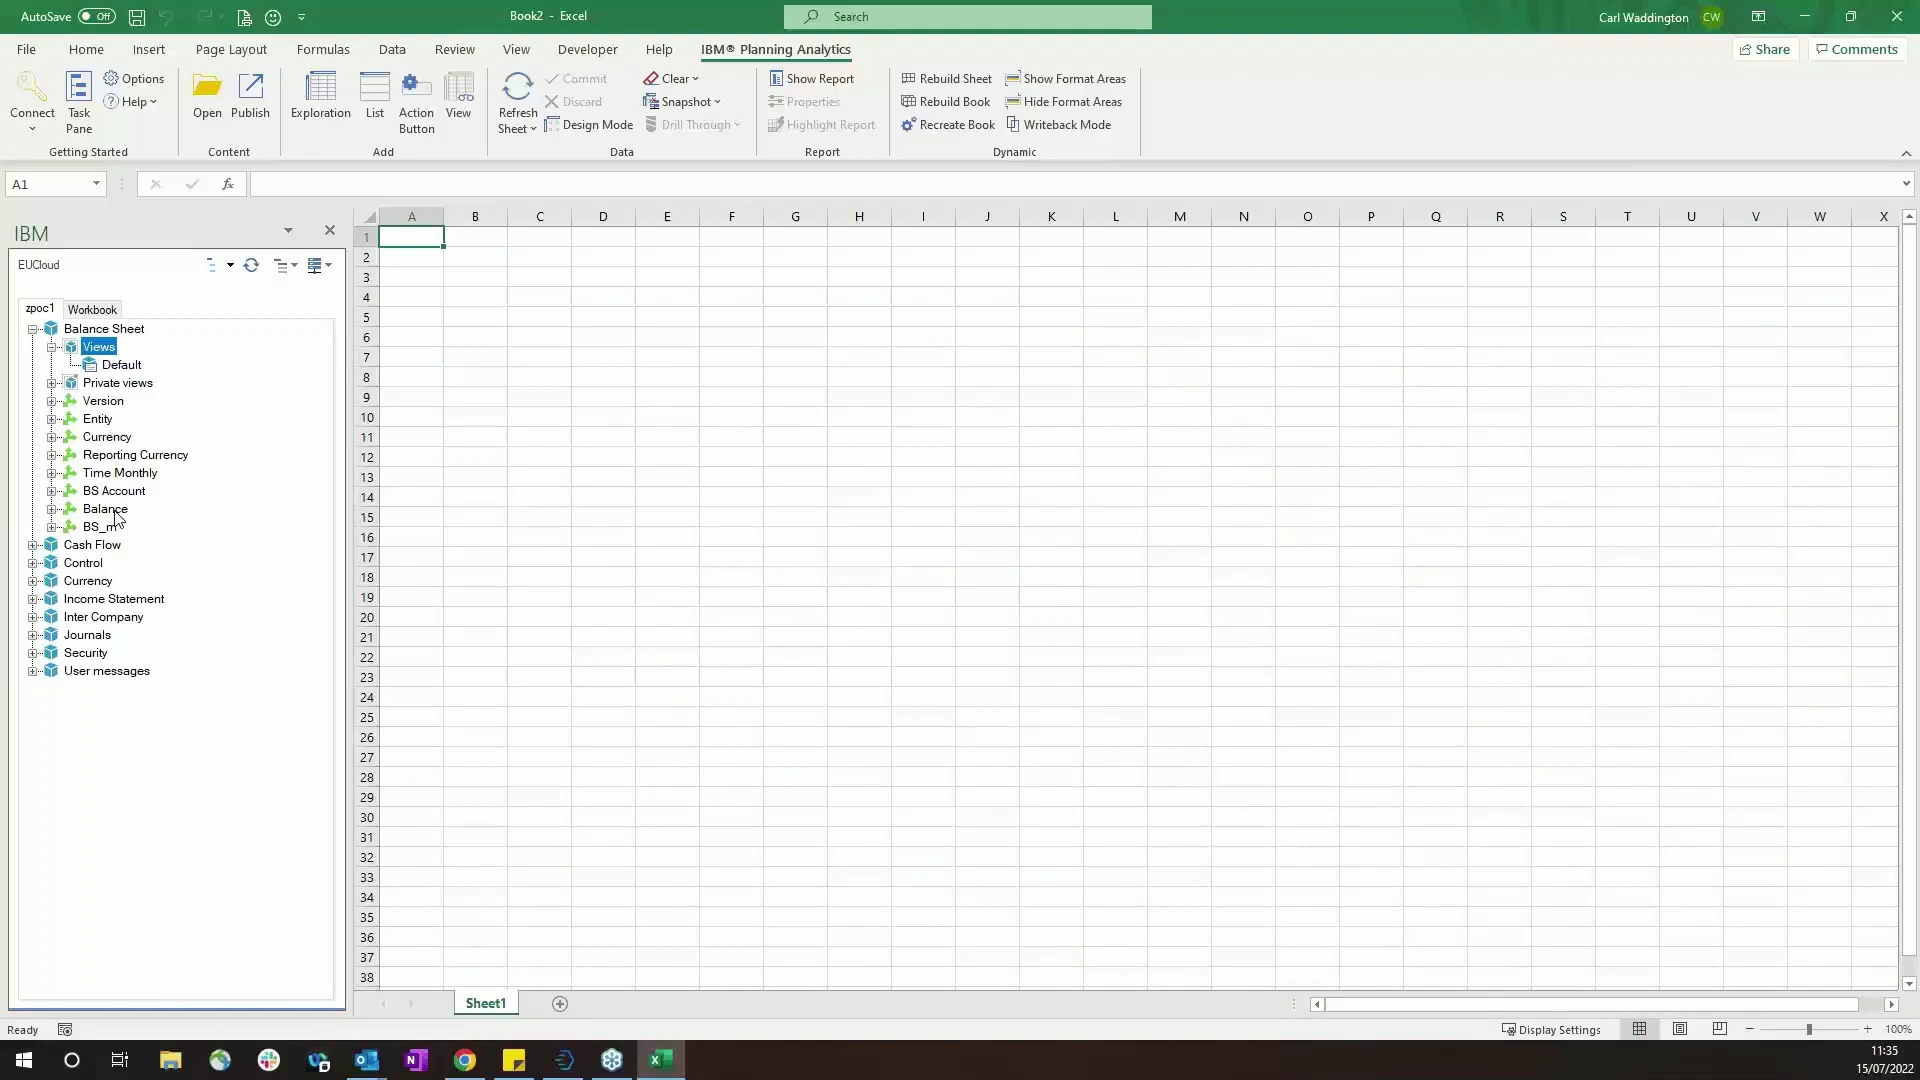 AutoSave Off Book2 - Excel Search Carl Waddington CW
File Home Insert Page Layout Formulas Data Review View Developer Help IBM® Planning Analytics Share Comments
Connect
Task
Pane
Options
Help
Getting Started
Open
Publish
Content
Exploration
List
Action
Button
View
Add
Refresh
Sheet
Commit
Discard
Design Mode
Clear
Snapshot
Drill Through
Data
Show Report
Properties
Highlight Report
Report
Rebuild Sheet
Rebuild Book
Recreate Book
Show Format Areas
Hide Format Areas
Writeback Mode
Dynamic
A1 fx
IBM
EUCloud
zpoc1 Workbook
Balance Sheet
Views
Default
Private views
Version
Entity
Currency
Reporting Currency
Time Monthly
BS Account
Balance
Cash Flow
Control
Currency
Income Statement
Inter Company
Journals
Security
User messages
A B C D E F G H I J K L M N O P Q R S T U V W X
1
2
3
4
5
6
7
8
9
10
11
12
13
14
15
16
17
18
19
20
21
22
23
24
25
26
27
28
29
30
31
32
33
34
35
36
37
38
Sheet1
Ready Display Settings 100%
11:35
15/07/2022